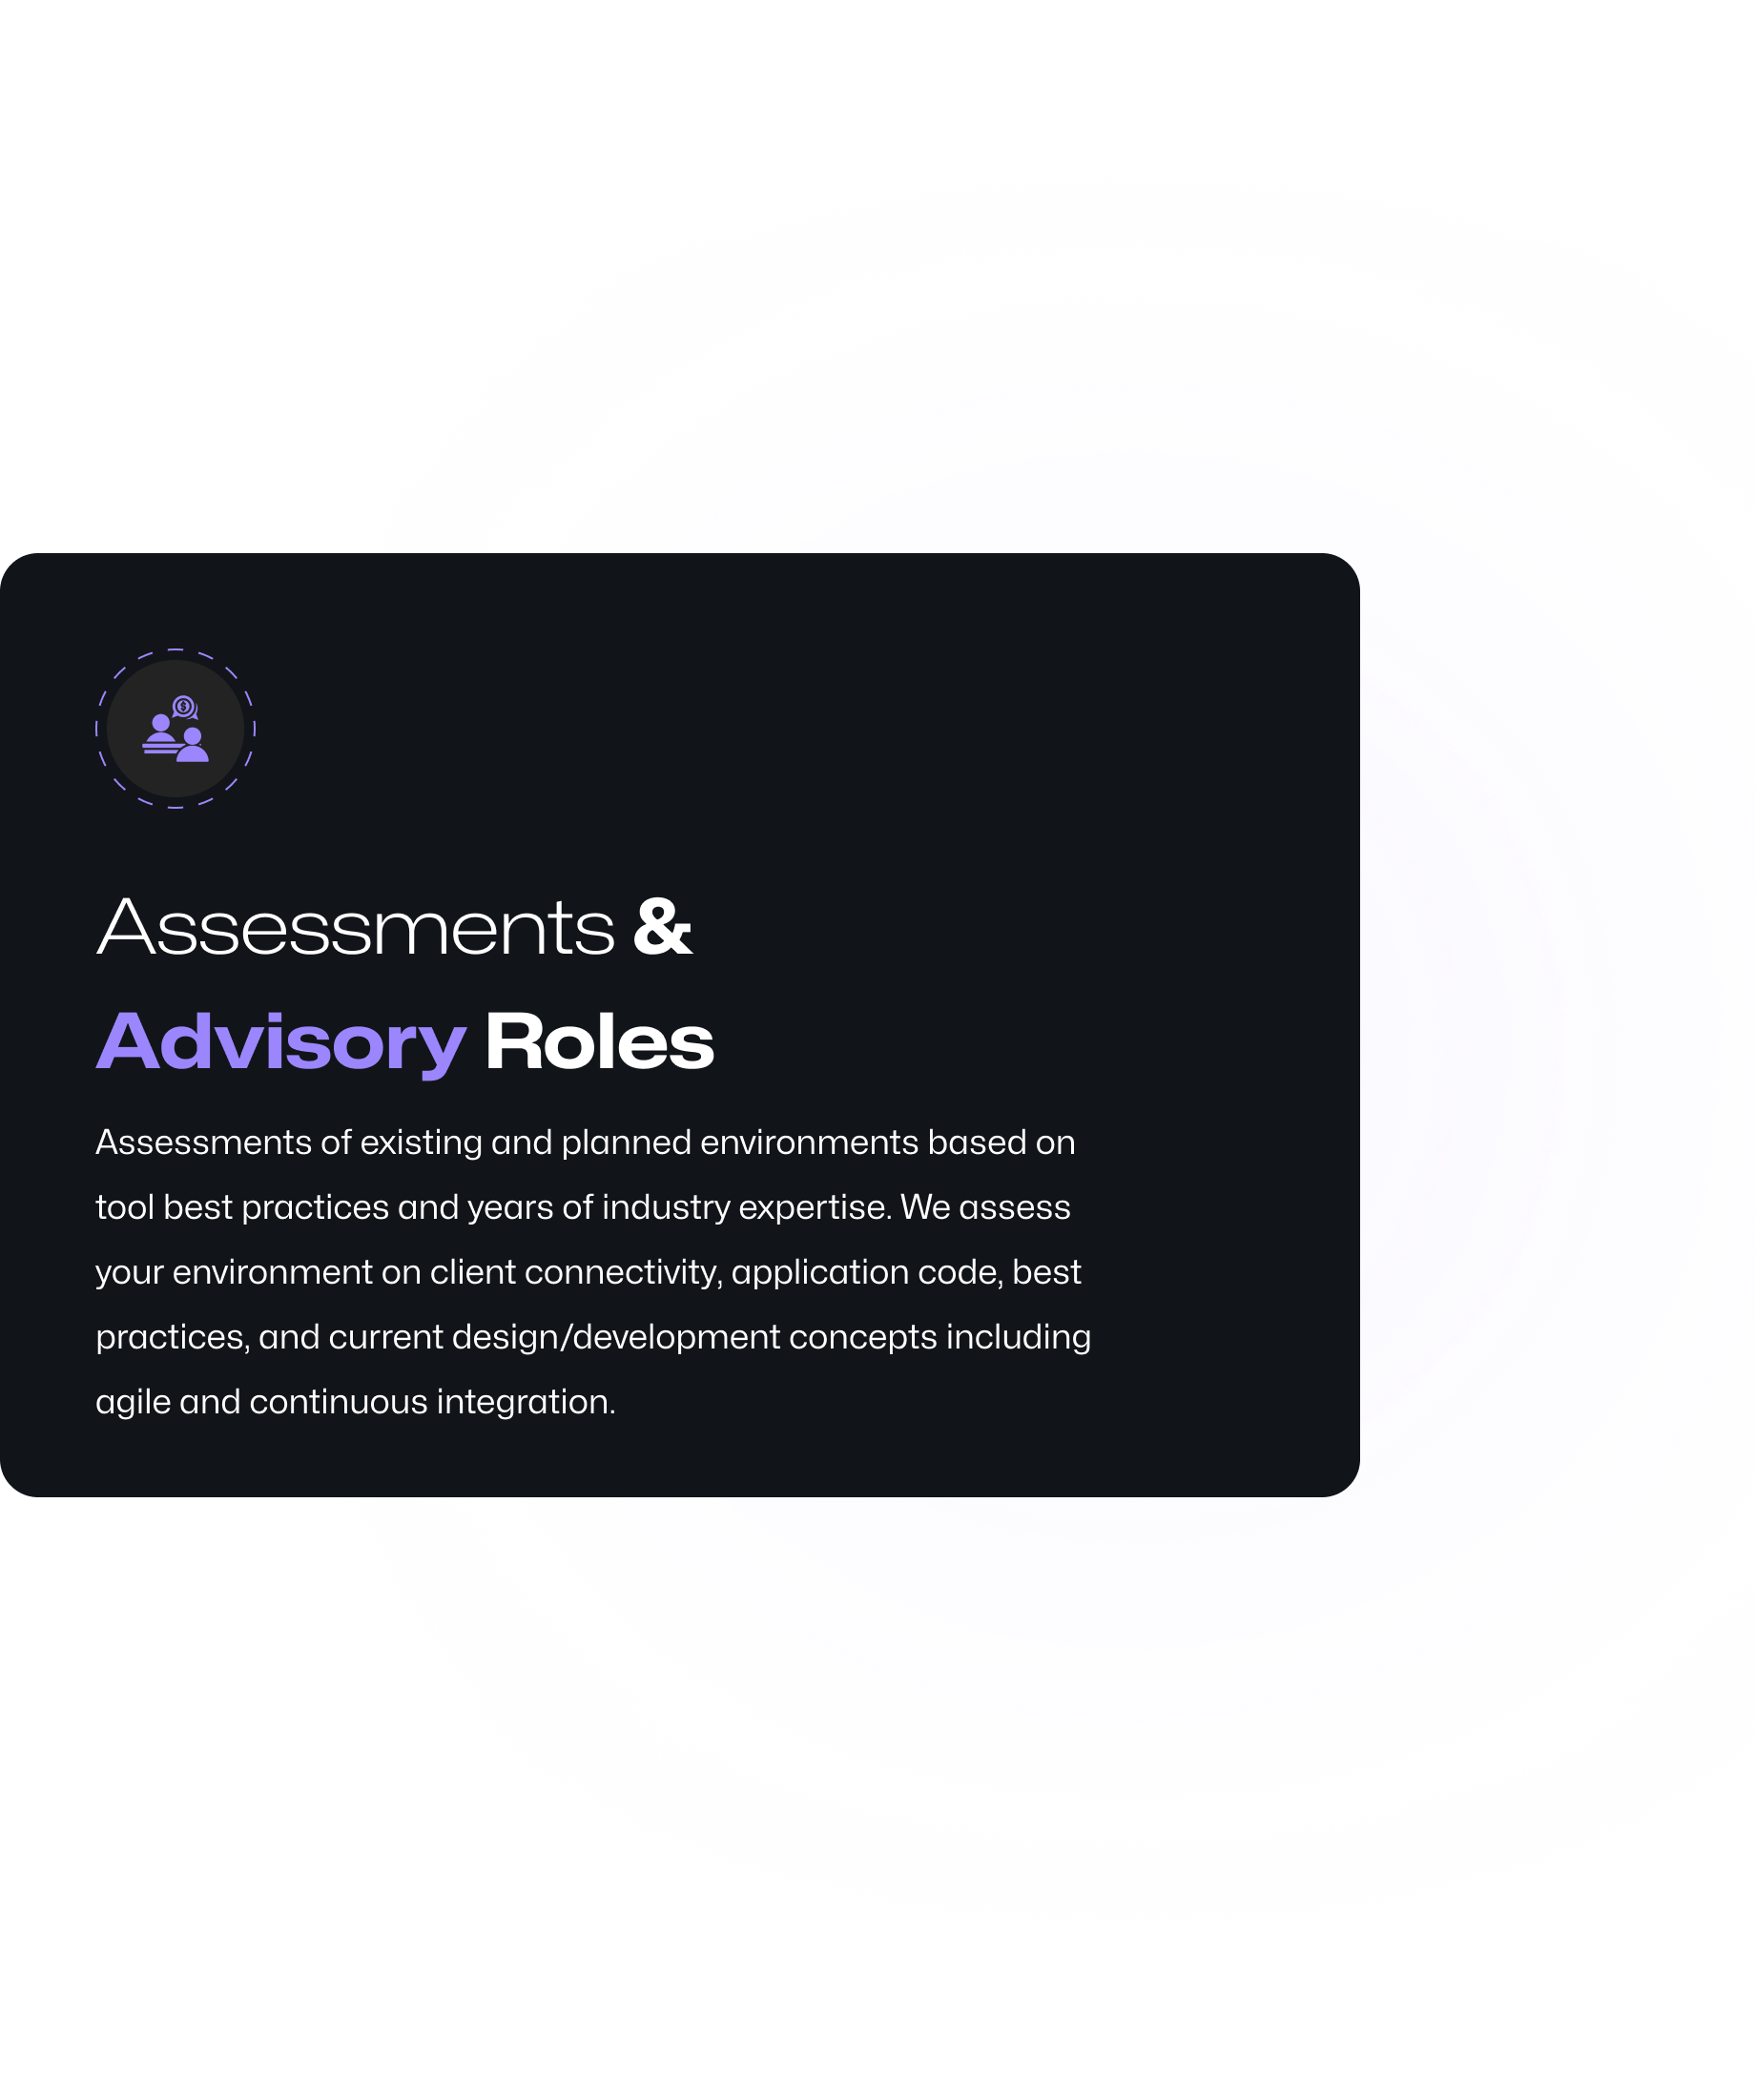 Assessments &
Advisory Roles
Assessments of existing and planned environments based on
tool best practices and years of industry expertise. We assess
your environment on client connectivity, application code, best
practices, and current design/development concepts including
agile and continuous integration.